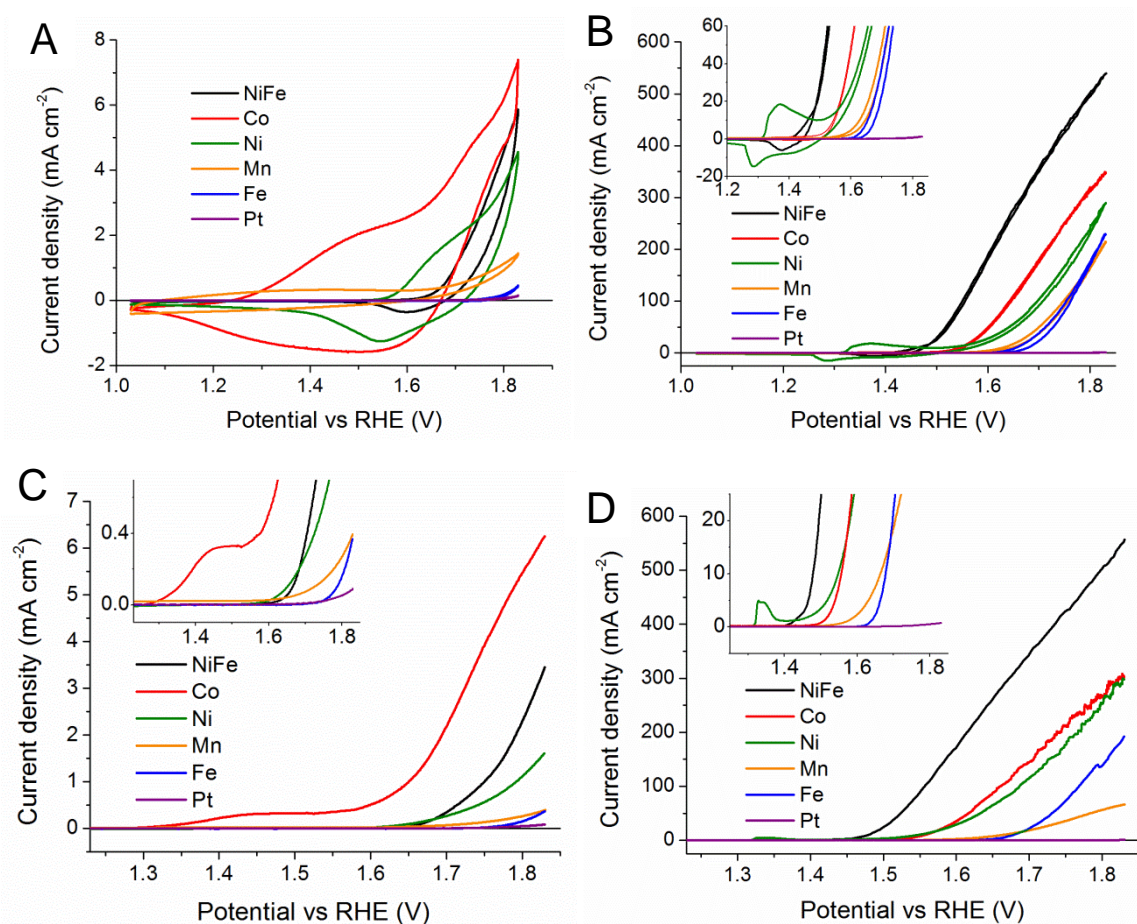 A
Current density (mA cm⁻²)
8
6
4
2
0
-2
NiFe
Co
Ni
Mn
Fe
Pt
1.0 1.2 1.4 1.6 1.8
Potential vs RHE (V)
B
Current density (mA cm⁻²)
600
500
400
300
200
100
0
60
40
20
0
-20
1.2 1.4 1.6 1.8
NiFe
Co
Ni
Mn
Fe
Pt
1.0 1.1 1.2 1.3 1.4 1.5 1.6 1.7 1.8
Potential vs RHE (V)
C
Current density (mA cm⁻²)
7
6
5
4
3
2
1
0
0.4
0.0
1.4 1.6 1.8
NiFe
Co
Ni
Mn
Fe
Pt
1.3 1.4 1.5 1.6 1.7 1.8
Potential vs RHE (V)
D
Current density (mA cm⁻²)
600
500
400
300
200
100
0
20
10
0
1.4 1.6 1.8
NiFe
Co
Ni
Mn
Fe
Pt
1.3 1.4 1.5 1.6 1.7 1.8
Potential vs RHE (V)